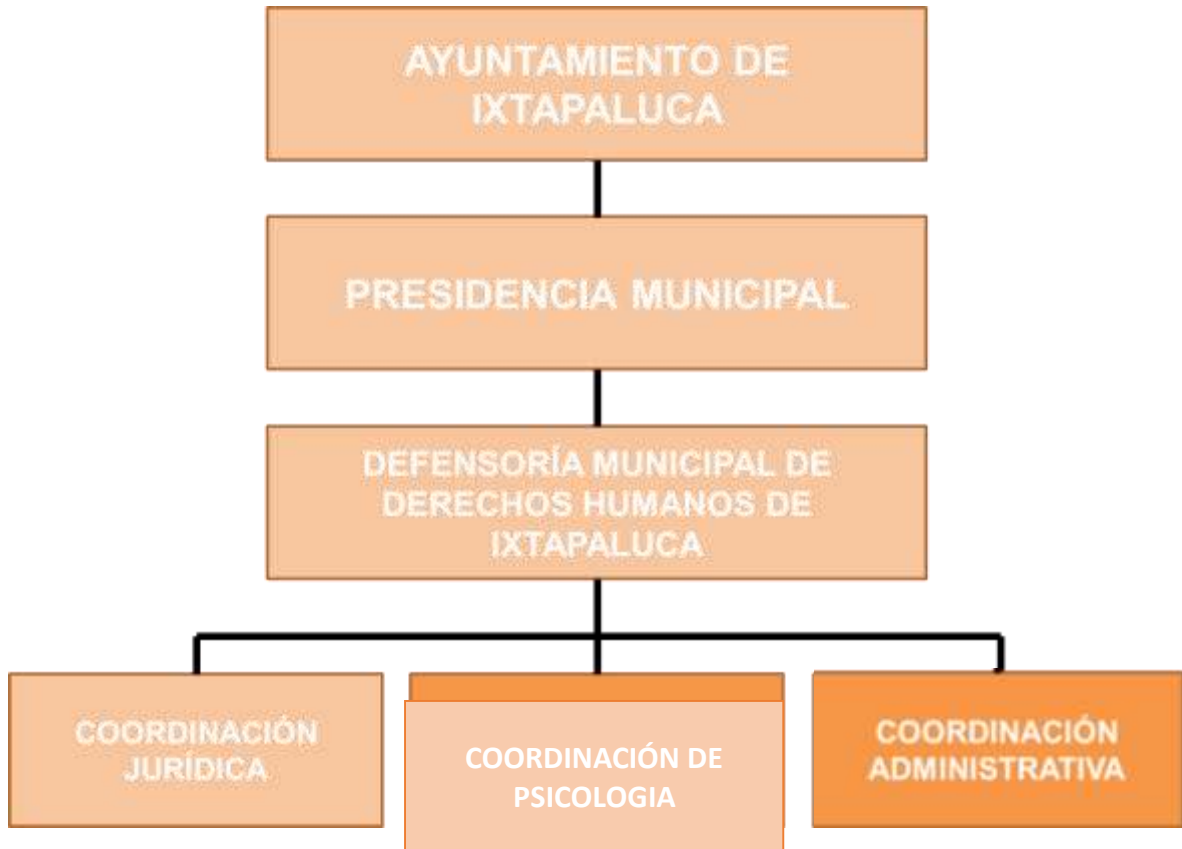 AYUNTAMIENTO DE
IXTAPALUCA
PRESIDENCIA MUNICIPAL
DEFENSORÍA MUNICIPAL DE
DERECHOS HUMANOS DE
IXTAPALUCA
COORDINACIÓN
JURÍDICA
COORDINACIÓN DE
PSICOLOGIA
COORDINACIÓN
ADMINISTRATIVA